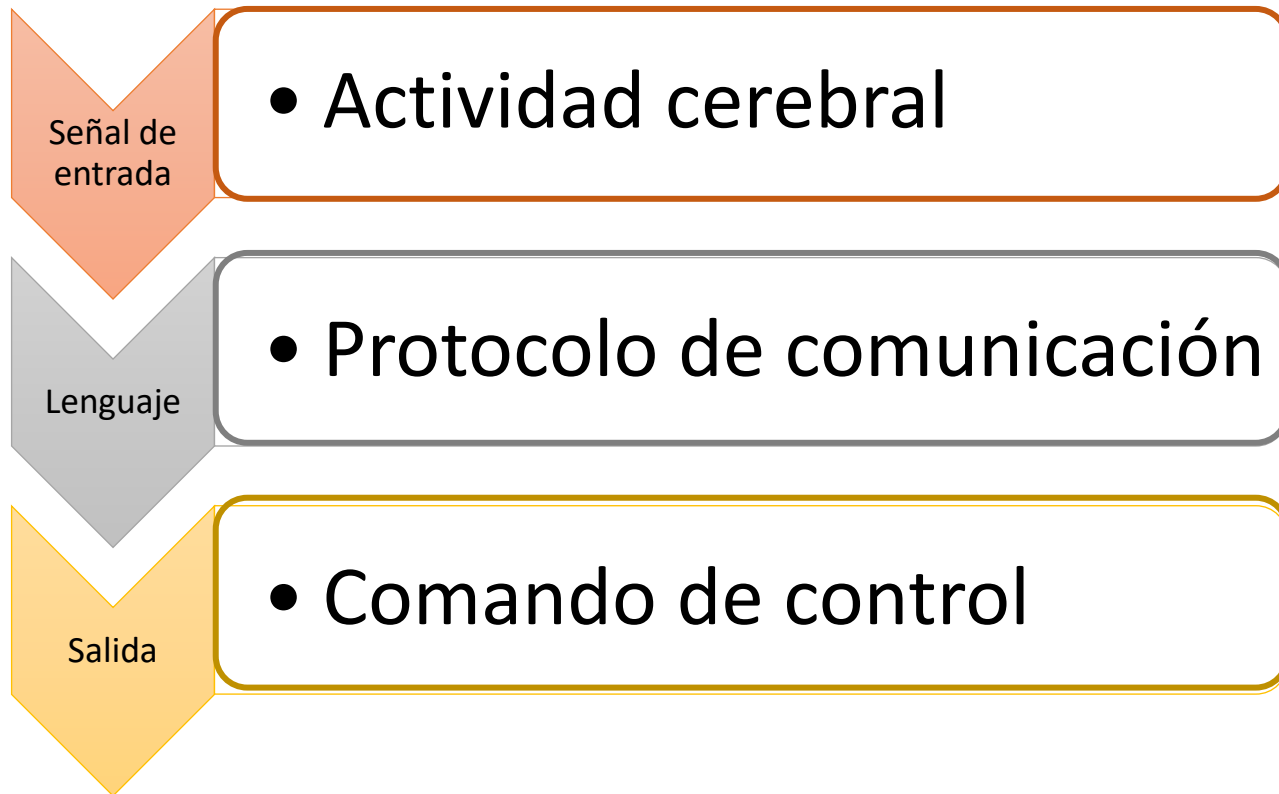 Señal de
entrada
• Actividad cerebral
Lenguaje
• Protocolo de comunicación
Salida
• Comando de control